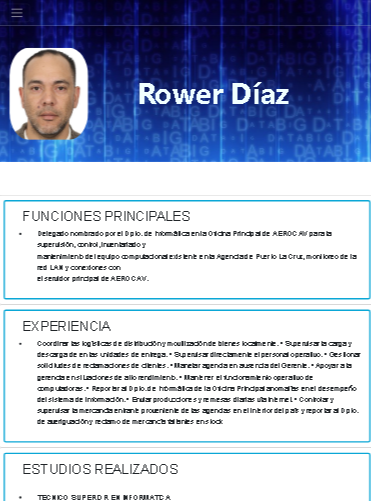 Rower Díaz
FUNCIONES PRINCIPALES
• Delegado nombrado por el Dpto. de Informática en la Oficina Principal de AEROCAV para la
supervisión, control, inventariado y
mantenimiento del equipo computacional existente en la Agencia de Puerto La Cruz, monitoreo de la
red LAN y conexiones con
el servidor principal de AEROCAV.
EXPERIENCIA
• Coordinar las logísticas de distribución y movilización de bienes localmente. • Supervisar la carga y
descarga de en las unidades de entrega. • Supervisar directamente el personal operativo. • Gestionar
solicitudes de reclamaciones de clientes. • Manejar agencia en ausencia del Gerente. • Apoyar a la
gerencia en situaciones de alto rendimiento. • Mantener el funcionamiento operativo de
computadoras. • Reportar al Dpto. de Informática de la Oficina Principal anomalías en el desempeño
del sistema de información. • Enviar producciones y remesas diarias vía internet. • Controlar y
supervisar la mercancía entrante proveniente de las agencias en el interior del país y reportar al Dpto.
de averiguación y reclamo de mercancía faltantes en stock
ESTUDIOS REALIZADOS
• TECNICO SUPERIOR EN INFORMATICA